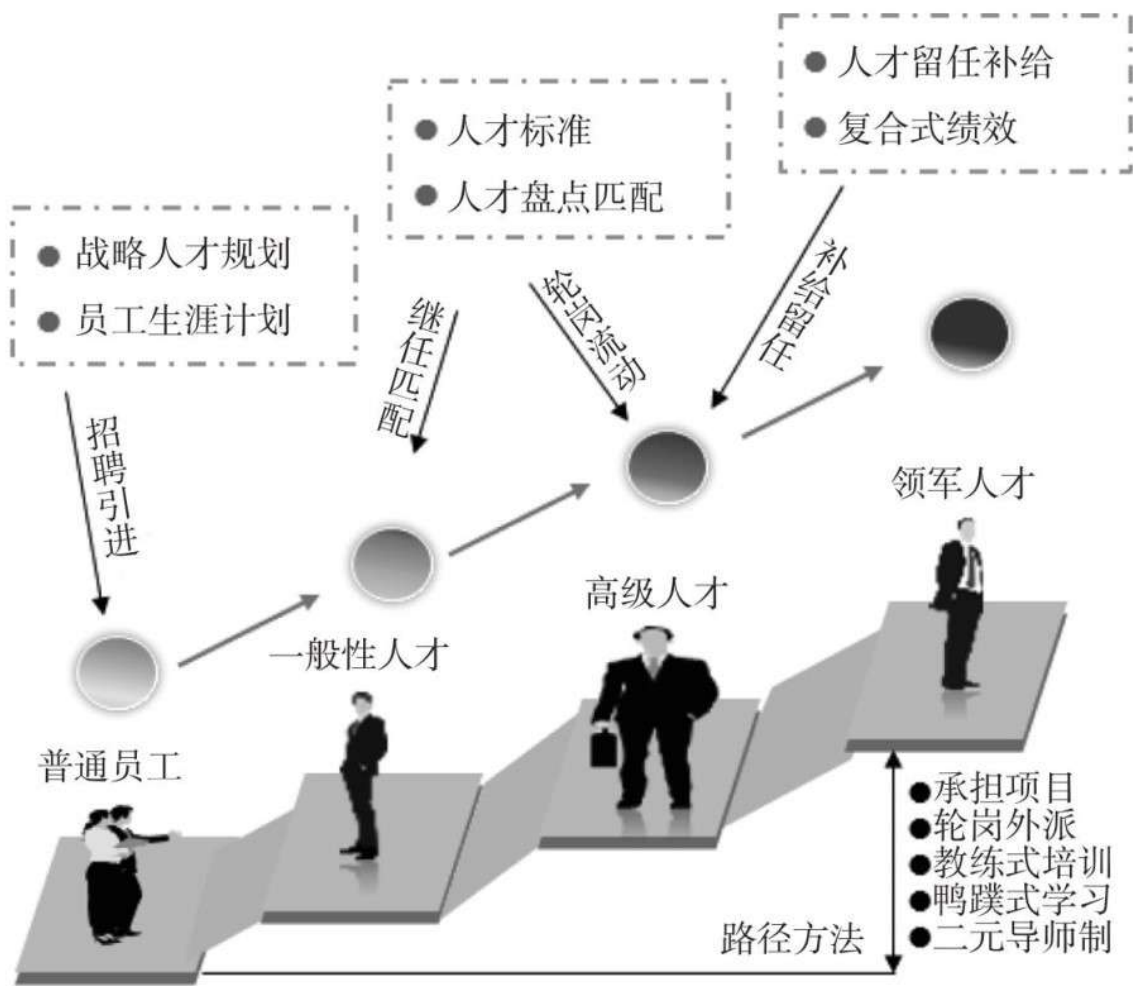 ● 人才留任补给
● 复合式绩效
● 人才标准
● 人才盘点匹配
● 战略人才规划
● 员工生涯计划
招聘引进
继任匹配
轮岗流动
补给留任
领军人才
高级人才
一般性人才
普通员工
●承担项目
●轮岗外派
●教练式培训
●鸭蹼式学习
●二元导师制
路径方法